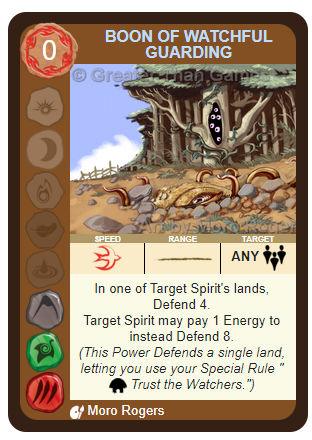 0
BOON OF WATCHFUL
GUARDING
© Greater Than Games
SPEED RANGE TARGET
ANY
In one of Target Spirit's lands,
Defend 4.
Target Spirit may pay 1 Energy to
instead Defend 8.
(This Power Defends a single land,
letting you use your Special Rule "
Trust the Watchers.")
Moro Rogers